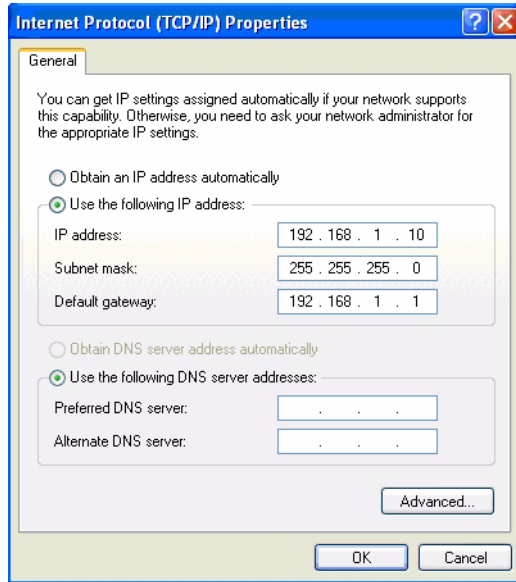 Internet Protocol (TCP/IP) Properties
General
You can get IP settings assigned automatically if your network supports
this capability. Otherwise, you need to ask your network administrator for
the appropriate IP settings.
Obtain an IP address automatically
Use the following IP address:
IP address: 192 . 168 . 1 . 10
Subnet mask: 255 . 255 . 255 . 0
Default gateway: 192 . 168 . 1 . 1
Obtain DNS server address automatically
Use the following DNS server addresses:
Preferred DNS server: . . .
Alternate DNS server: . . .
Advanced...
OK Cancel